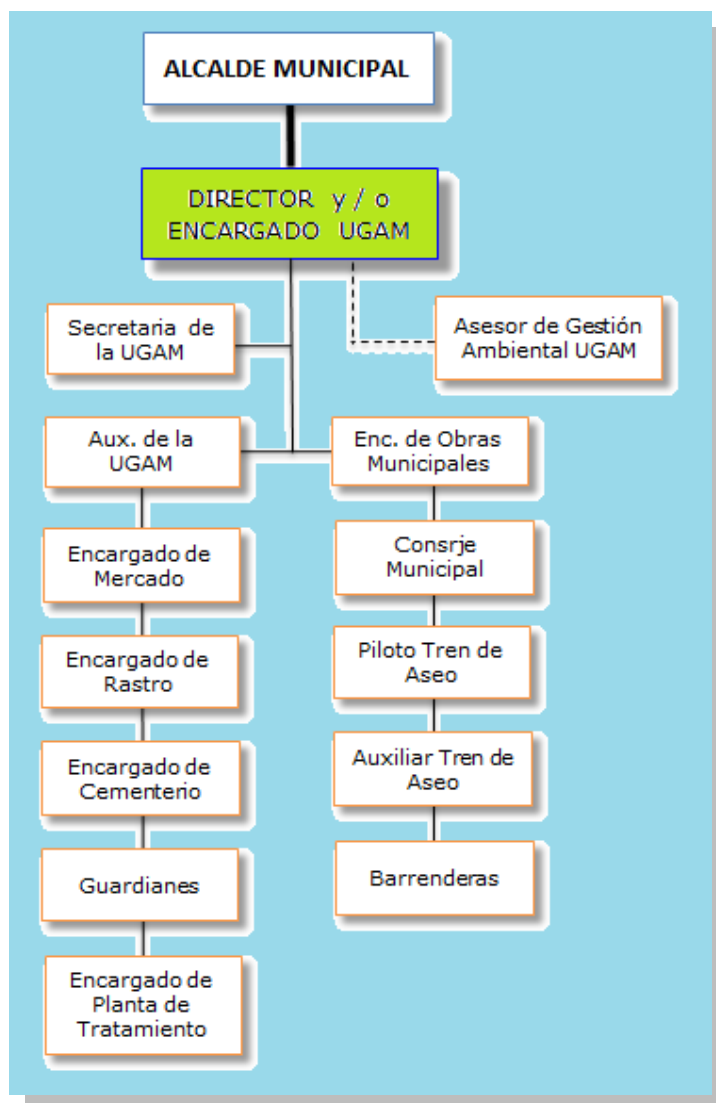 ALCALDE MUNICIPAL
DIRECTOR y / o
ENCARGADO UGAM
Secretaria de
la UGAM
Asesor de Gestión
Ambiental UGAM
Aux. de la
UGAM
Enc. de Obras
Municipales
Encargado de
Mercado
Consrje
Municipal
Encargado de
Rastro
Piloto Tren de
Aseo
Encargado de
Cementerio
Auxiliar Tren de
Aseo
Guardianes
Barrenderas
Encargado de
Planta de
Tratamiento